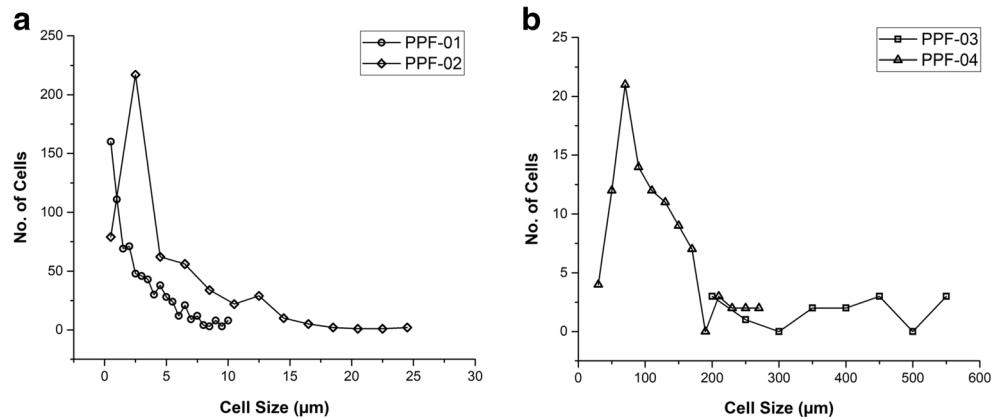 a
PPF-01
PPF-02
250
200
150
100
50
0
No. of Cells
0 5 10 15 20 25 30
Cell Size (µm)
b
PPF-03
PPF-04
25
20
15
10
5
0
No. of Cells
0 100 200 300 400 500 600
Cell Size (µm)